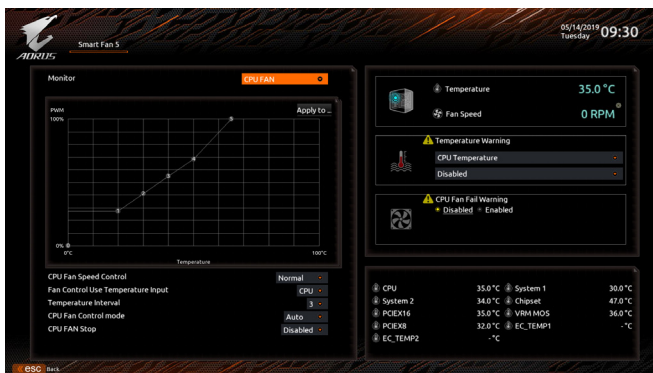 05/14/2019
Tuesday 09:30
Smart Fan 5
AORUS
Monitor CPU FAN
PWM
100%
Apply to ...
0%
0°C 100°C
Temperature
CPU Fan Speed Control Normal
Fan Control Use Temperature Input CPU
Temperature Interval 3
CPU Fan Control mode Auto
CPU FAN Stop Disabled
Temperature 35.0 °C
Fan Speed 0 RPM
Temperature Warning
CPU Temperature
Disabled
CPU Fan Fail Warning
Disabled Enabled
CPU 35.0°C System 1 30.0°C
System 2 34.0°C Chipset 47.0°C
PCIEX16 35.0°C VRM MOS 36.0°C
PCIEX8 32.0°C EC_TEMP1 -°C
EC_TEMP2 -°C
esc Back